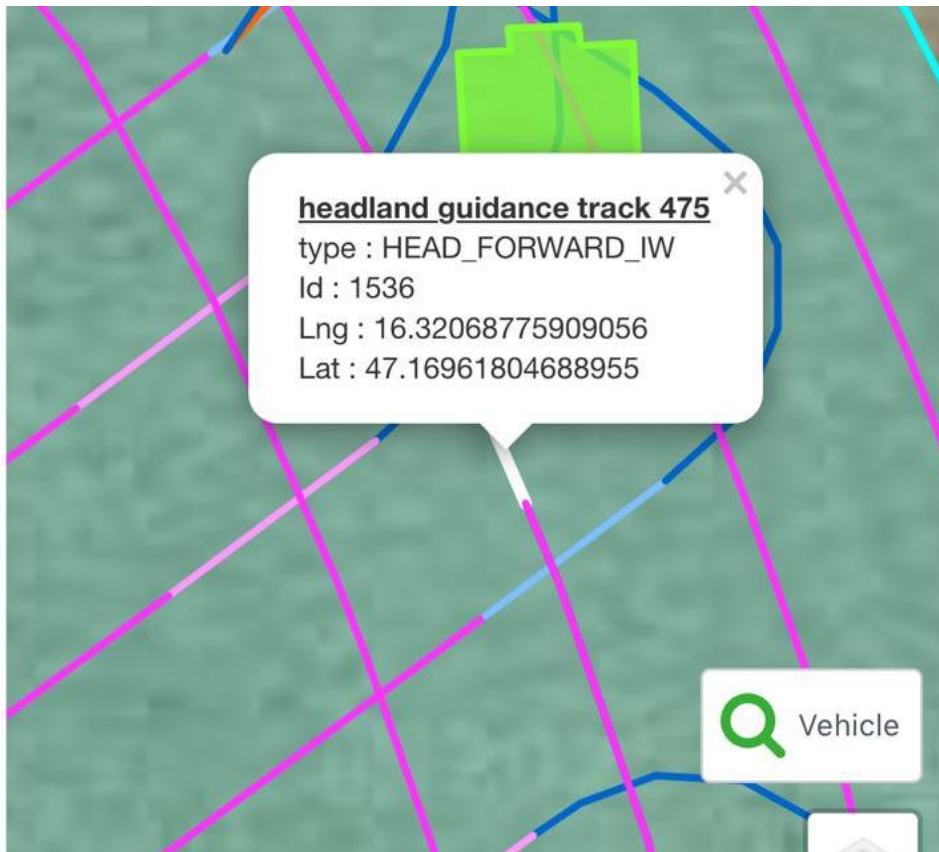 headland guidance track 475
type : HEAD_FORWARD_IW
Id : 1536
Lng : 16.32068775909056
Lat : 47.16961804688955
Vehicle